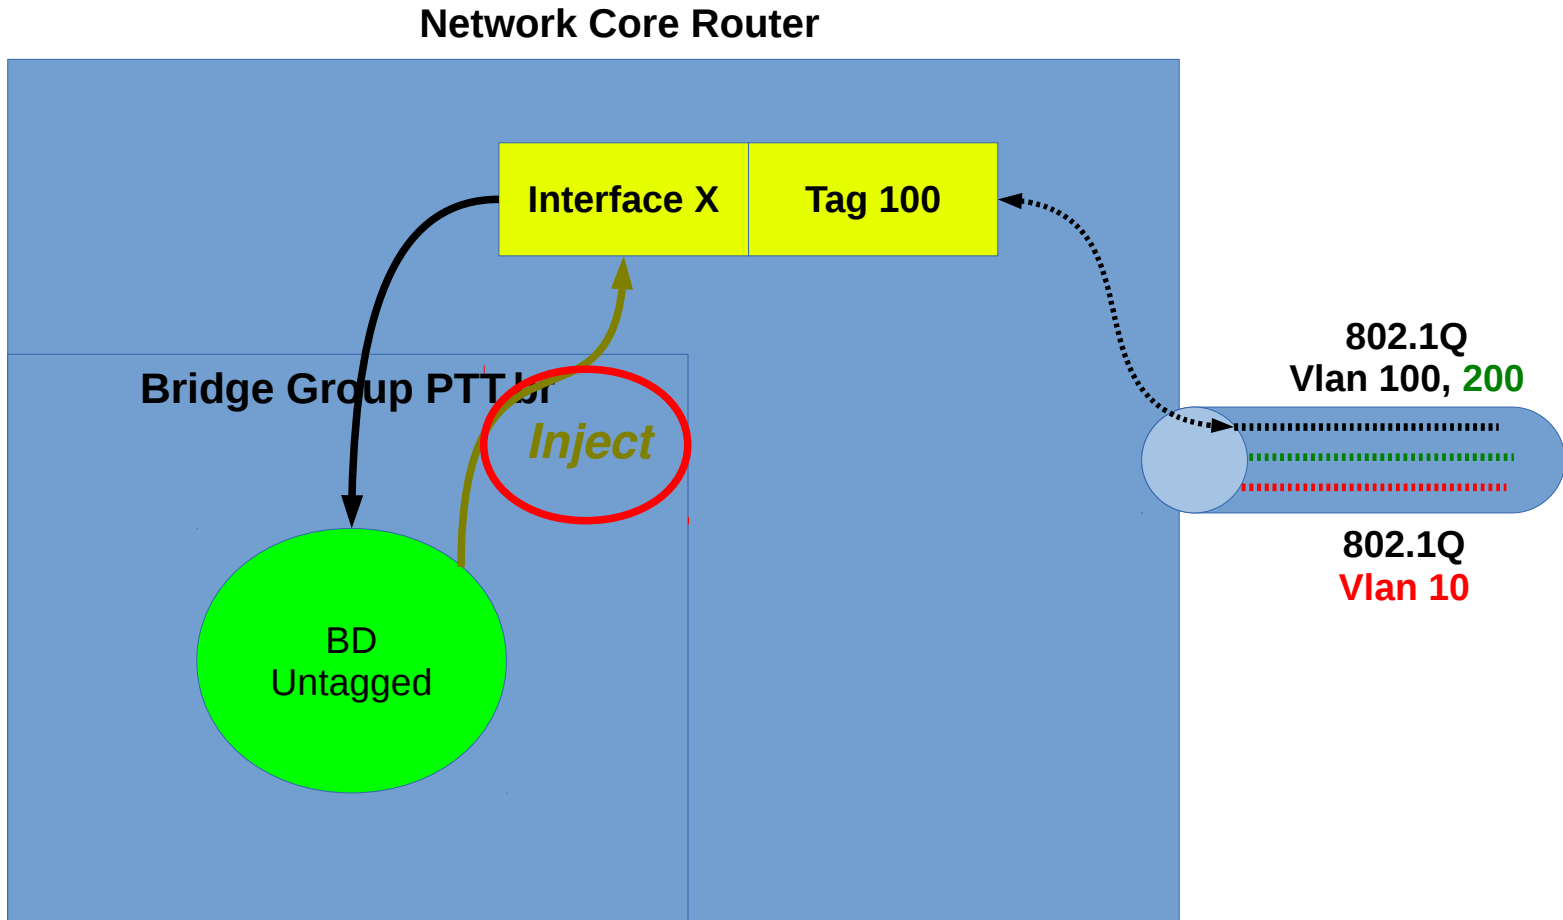 Network Core Router
Interface X
Tag 100
802.1Q
Vlan 100, 200
Bridge Group PTT.br
Inject
802.1Q
Vlan 10
BD
Untagged